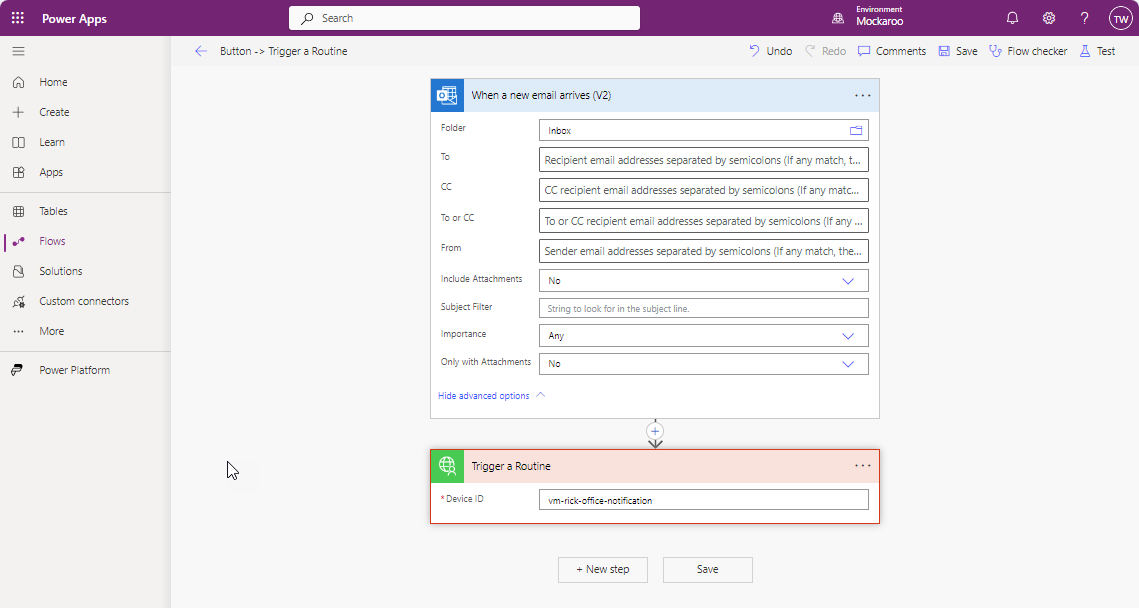 Power Apps
Search
Environment
Mockaroo
TW
Button -> Trigger a Routine
Undo
Redo
Comments
Save
Flow checker
Test
Home
Create
Learn
Apps
Tables
Flows
Solutions
Custom connectors
More
Power Platform
When a new email arrives (V2)
Folder
Inbox
To
Recipient email addresses separated by semicolons (If any match, t...
CC
CC recipient email addresses separated by semicolons (If any matc...
To or CC
To or CC recipient email addresses separated by semicolons (If any ...
From
Sender email addresses separated by semicolons (If any match, the...
Include Attachments
No
Subject Filter
String to look for in the subject line.
Importance
Any
Only with Attachments
No
Hide advanced options
Trigger a Routine
* Device ID
vm-rick-office-notification
+ New step
Save